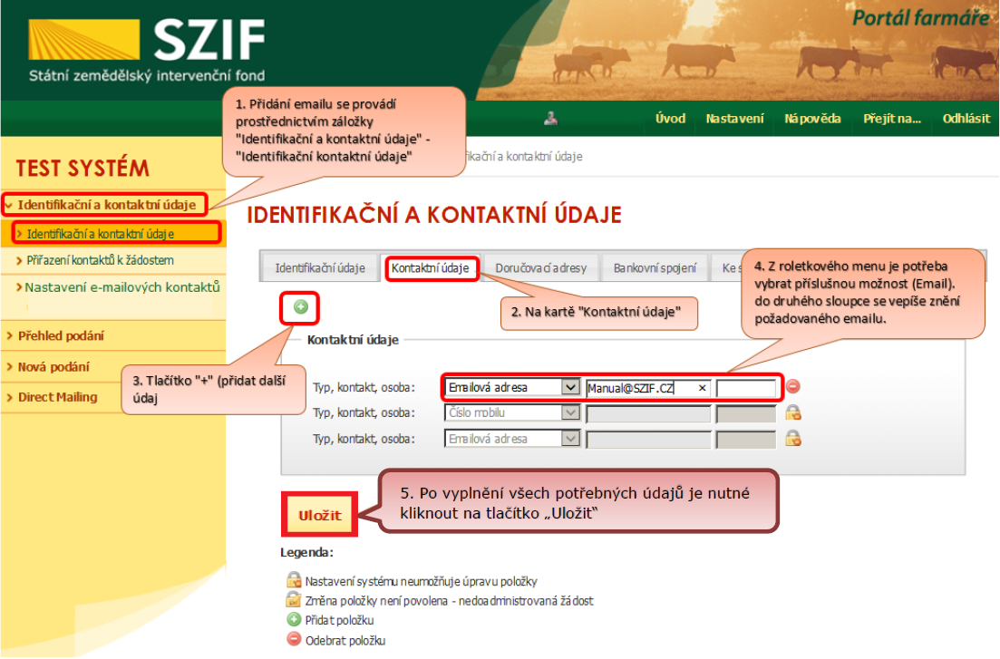 SZIF
Státní zemědělský intervenční fond
Portál farmáře
Úvod Nastavení Nápověda Přejít na... Odhlásit
1. Přidání emailu se provádí
prostřednictvím záložky
"Identifikační a kontaktní údaje" -
"Identifikační kontaktní údaje"
kační a kontaktní údaje
TEST SYSTÉM
Identifikační a kontaktní údaje
Identifikační a kontaktní údaje
Přiřazení kontaktů k žádostem
Nastavení e-mailových kontaktů
Přehled podání
Nová podání
Direct Mailing
IDENTIFIKAČNÍ A KONTAKTNÍ ÚDAJE
Identifikační údaje Kontaktní údaje Doručovací adresy Bankovní spojení Ke s
4. Z roletkového menu je potřeba
vybrat příslušnou možnost (Email).
do druhého sloupce se vepíše znění
požadovaného emailu.
2. Na kartě "Kontaktní údaje"
Kontaktní údaje
3. Tlačítko "+" (přidat další
údaj
Typ, kontakt, osoba: Emailová adresa Manual@SZIF.CZ ×
Typ, kontakt, osoba: Číslo mobilu
Typ, kontakt, osoba: Emailová adresa
5. Po vyplnění všech potřebných údajů je nutné
kliknout na tlačítko „Uložit“
Uložit
Legenda:
Nastavení systému neumožňuje úpravu položky
Změna položky není povolena - nedoadministrovaná žádost
Přidat položku
Odebrat položku